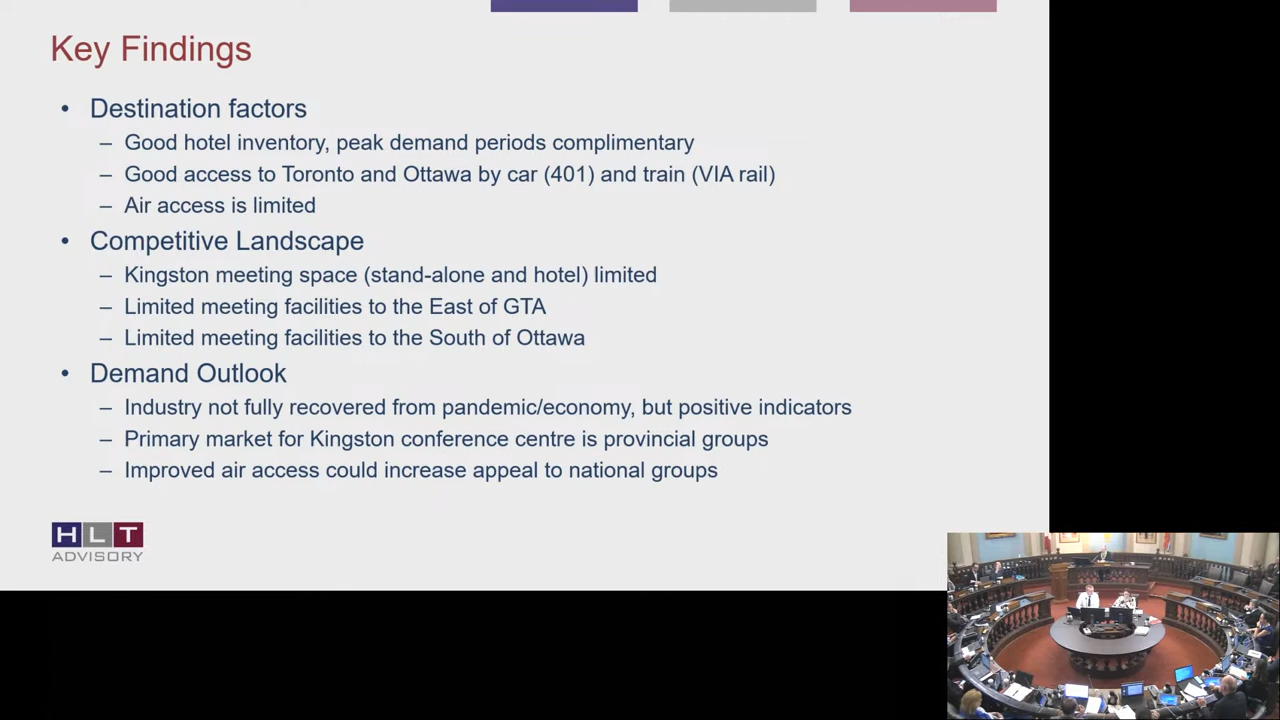 Key Findings
• Destination factors
– Good hotel inventory, peak demand periods complimentary
– Good access to Toronto and Ottawa by car (401) and train (VIA rail)
– Air access is limited
• Competitive Landscape
– Kingston meeting space (stand-alone and hotel) limited
– Limited meeting facilities to the East of GTA
– Limited meeting facilities to the South of Ottawa
• Demand Outlook
– Industry not fully recovered from pandemic/economy, but positive indicators
– Primary market for Kingston conference centre is provincial groups
– Improved air access could increase appeal to national groups
HLT
ADVISORY